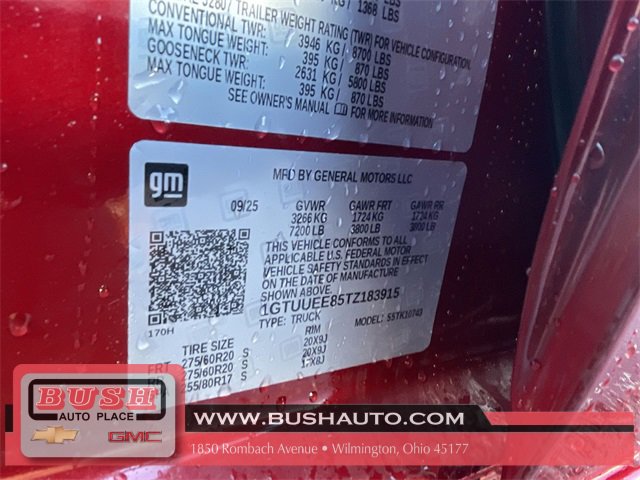 1368 LBS
TRAILER WEIGHT RATING (TWR) FOR VEHICLE CONFIGURATION.
CONVENTIONAL TWR: 3946 KG / 8700 LBS
MAX TONGUE WEIGHT: 395 KG / 870 LBS
GOOSENECK TWR: 2631 KG / 5800 LBS
MAX TONGUE WEIGHT: 395 KG / 870 LBS
SEE OWNER'S MANUAL FOR MORE INFORMATION
gm
MFD BY GENERAL MOTORS LLC
09/25 GVWR GAWR FRT GAWR RR
3266 KG 1724 KG 1724 KG
7200 LB 3800 LB 3800 LB
THIS VEHICLE CONFORMS TO ALL
APPLICABLE U.S. FEDERAL MOTOR
VEHICLE SAFETY STANDARDS IN EFFECT
ON THE DATE OF MANUFACTURE
SHOWN ABOVE.
1GTUUEE85TZ183915
TYPE: TRUCK MODEL: S5TK10743
170H
TIRE SIZE RIM
FRT 275/60R20 S 20X9J
275/60R20 S 20X9J
255/80R17 S
BUSH
AUTO PLACE
CHEVROLET GMC
WWW.BUSHAUTO.COM
1850 Rombach Avenue • Wilmington, Ohio 45177